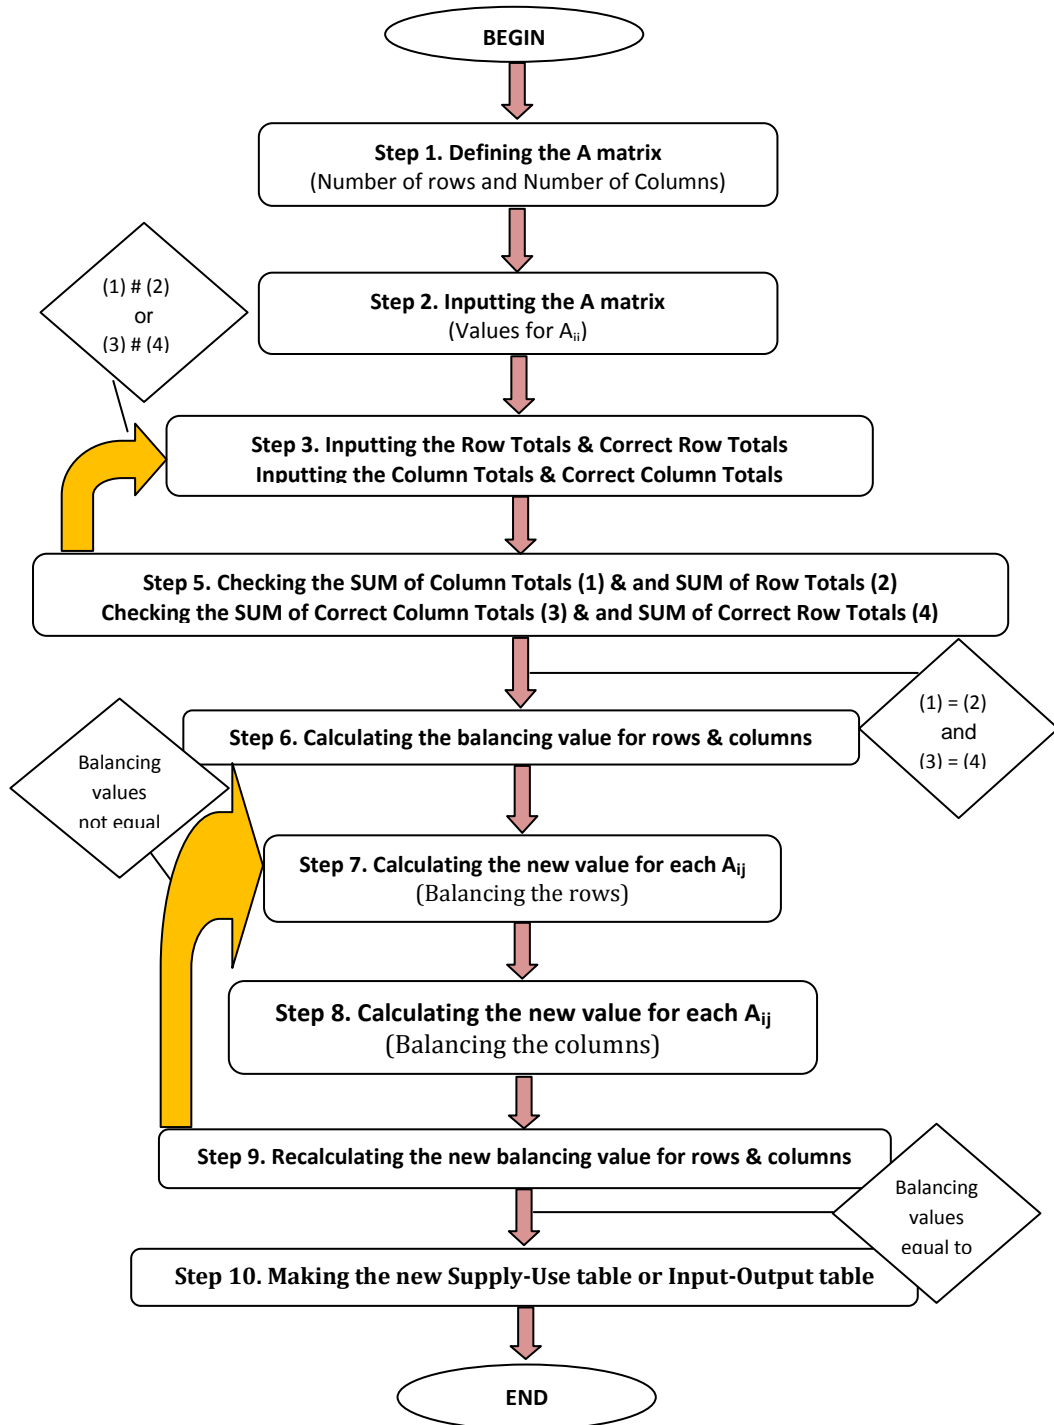 BEGIN
Step 1. Defining the A matrix
(Number of rows and Number of Columns)
(1) # (2)
or
(3) # (4)
Step 2. Inputting the A matrix
(Values for Aij)
Step 3. Inputting the Row Totals & Correct Row Totals
Inputting the Column Totals & Correct Column Totals
Step 5. Checking the SUM of Column Totals (1) & and SUM of Row Totals (2)
Checking the SUM of Correct Column Totals (3) & and SUM of Correct Row Totals (4)
(1) = (2)
and
(3) = (4)
Step 6. Calculating the balancing value for rows & columns
Balancing
values
not equal
Step 7. Calculating the new value for each Aij
(Balancing the rows)
Step 8. Calculating the new value for each Aij
(Balancing the columns)
Step 9. Recalculating the new balancing value for rows & columns
Balancing
values
equal to
Step 10. Making the new Supply-Use table or Input-Output table
END